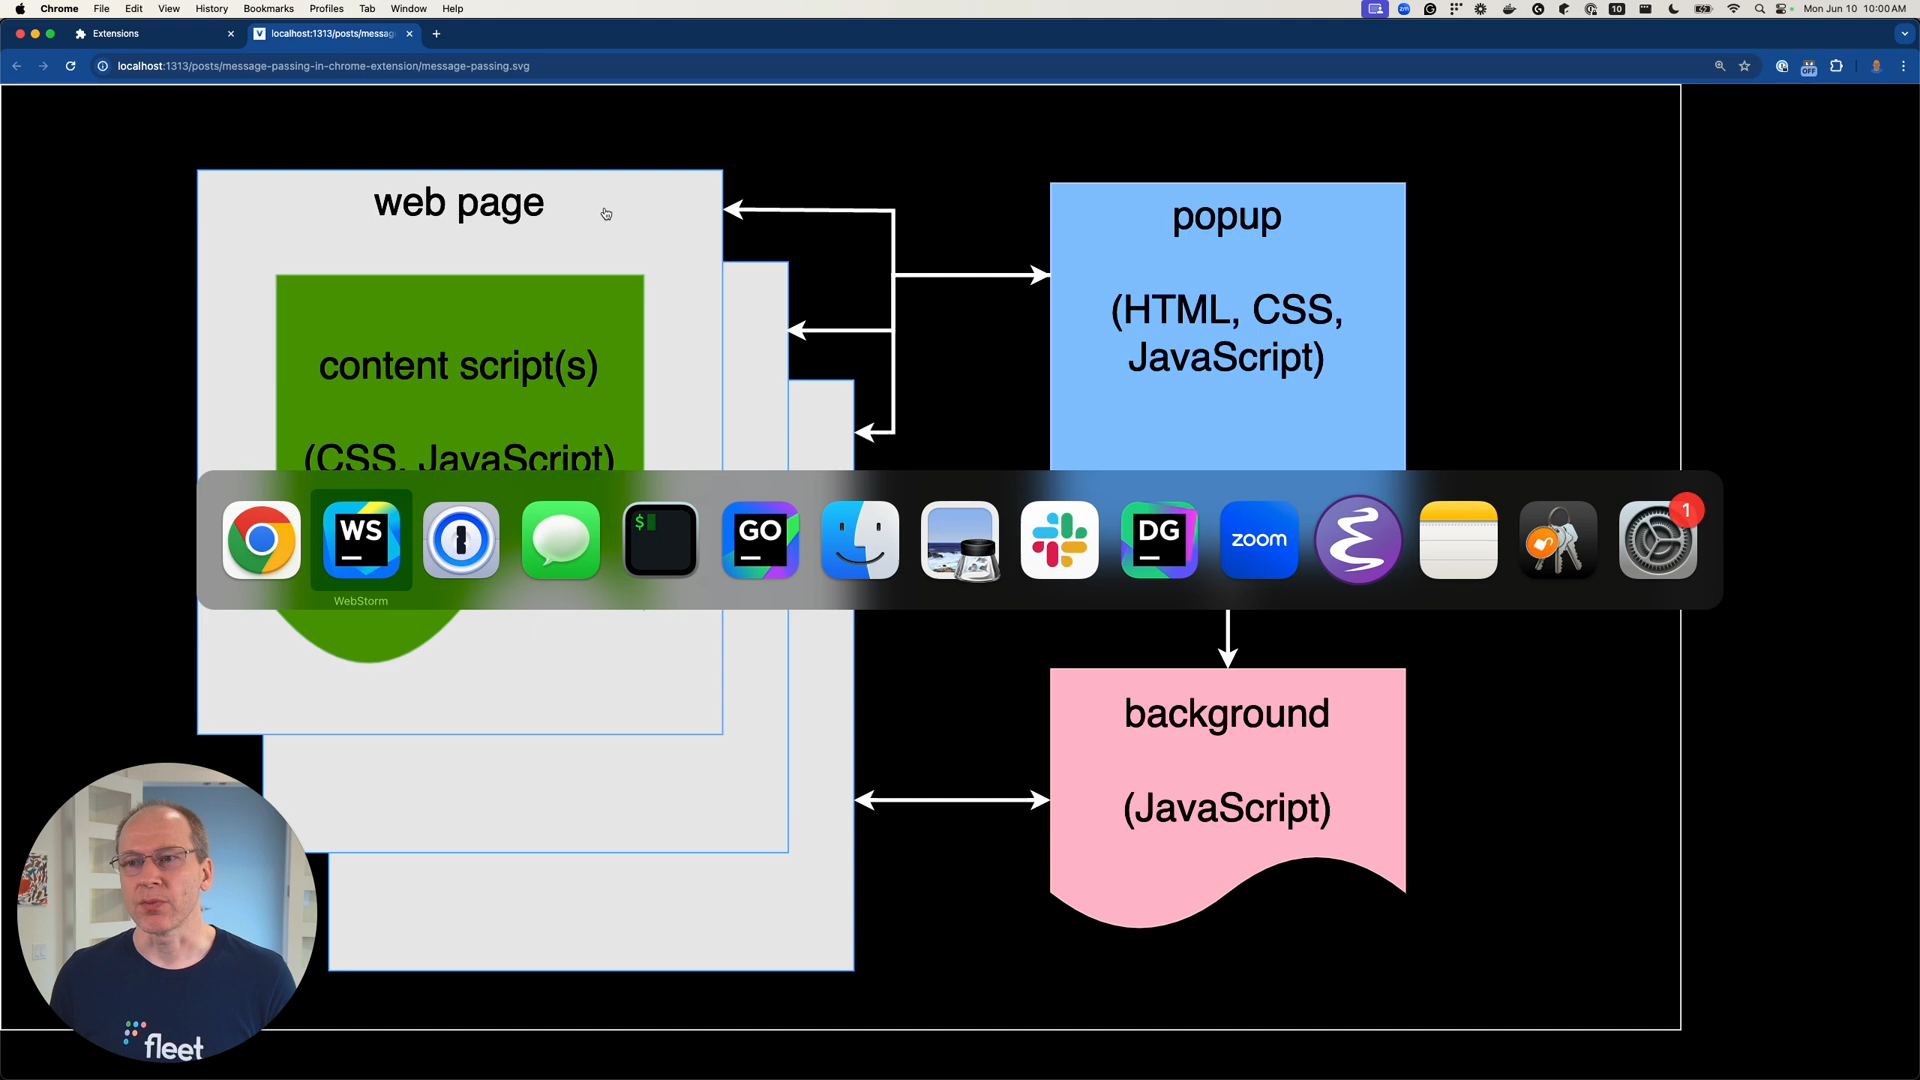 Chrome File Edit View History Bookmarks Profiles Tab Window Help
10 Mon Jun 10 10:00 AM
Extensions
localhost:1313/posts/messag
localhost:1313/posts/message-passing-in-chrome-extension/message-passing.svg
OFF
web page
popup
(HTML, CSS,
JavaScript)
content script(s)
(CSS, JavaScript)
WS
$
GO
DG
zoom
1
WebStorm
background
(JavaScript)
fleet